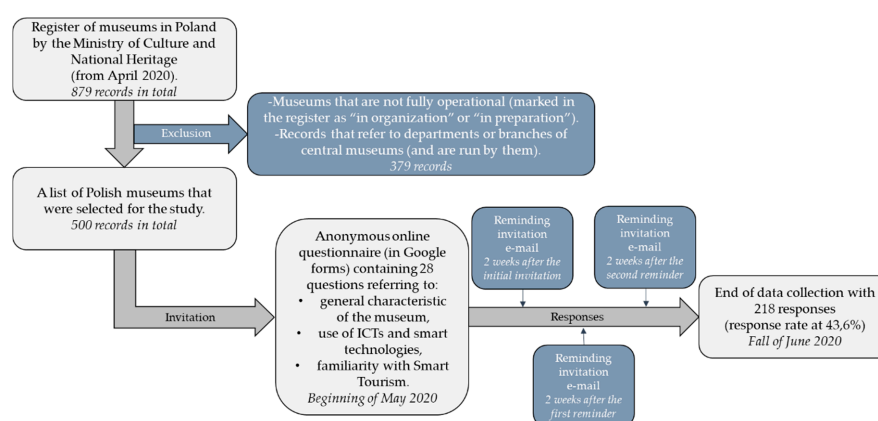 Register of museums in Poland
by the Ministry of Culture and
National Heritage
(from April 2020).
879 records in total
Exclusion
-Museums that are not fully operational (marked in
the register as “in organization” or “in preparation”).
-Records that refer to departments or branches of
central museums (and are run by them).
379 records
A list of Polish museums that
were selected for the study.
500 records in total
Invitation
Anonymous online
questionnaire (in Google
forms) containing 28
questions referring to:
• general characteristic
of the museum,
• use of ICTs and smart
technologies,
• familiarity with Smart
Tourism.
Beginning of May 2020
Reminding
invitation
e-mail
2 weeks after the
initial invitation
Reminding
invitation
e-mail
2 weeks after the
second reminder
Responses
Reminding
invitation
e-mail
2 weeks after the
first reminder
End of data collection with
218 responses
(response rate at 43,6%)
Fall of June 2020